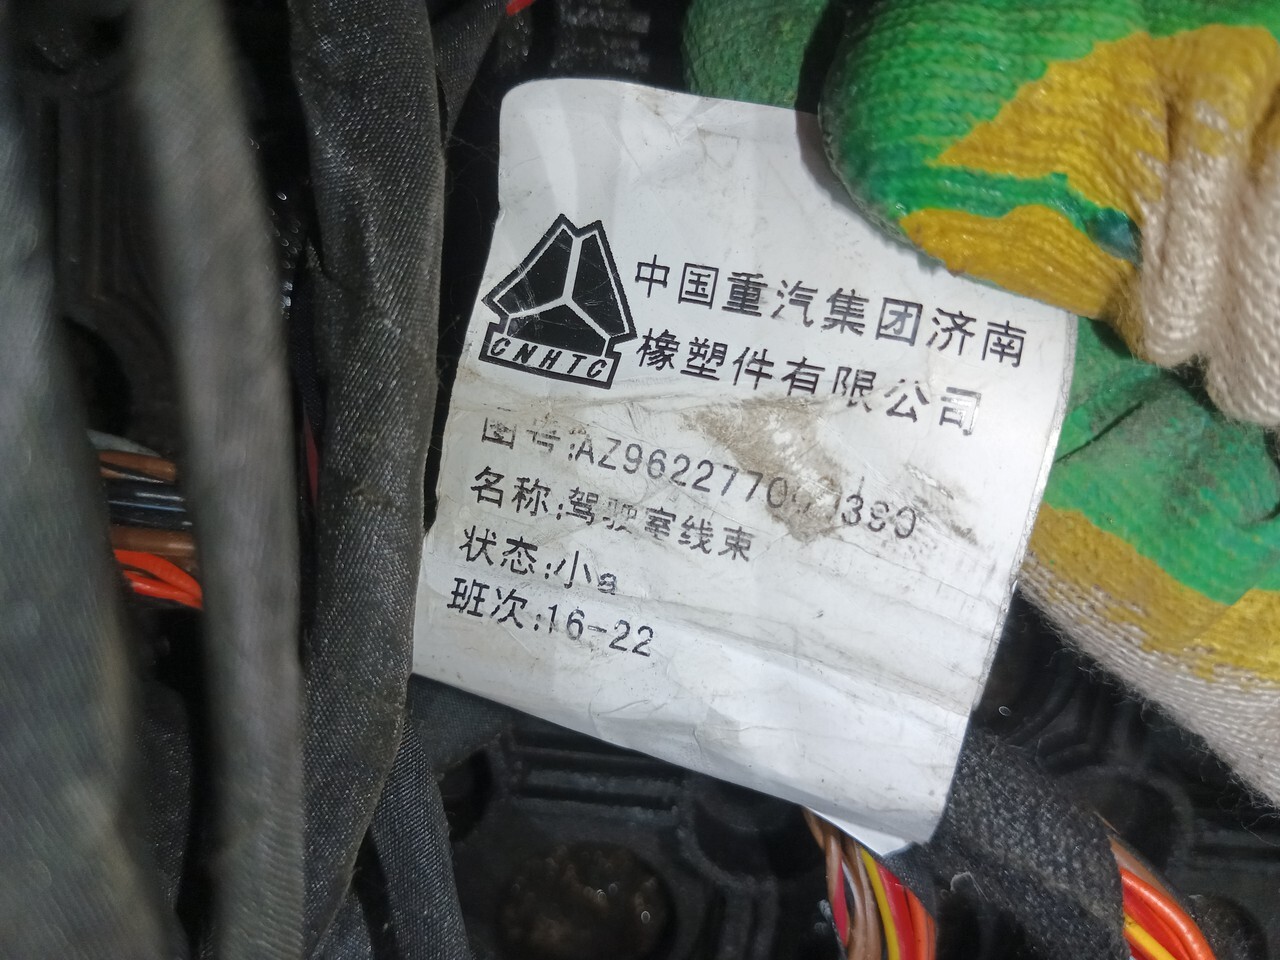 CNHTC
中国重汽集团济南
橡塑件有限公司
图号:AZ9622770
名称:驾驶室线束
状态:小
班次:16-22